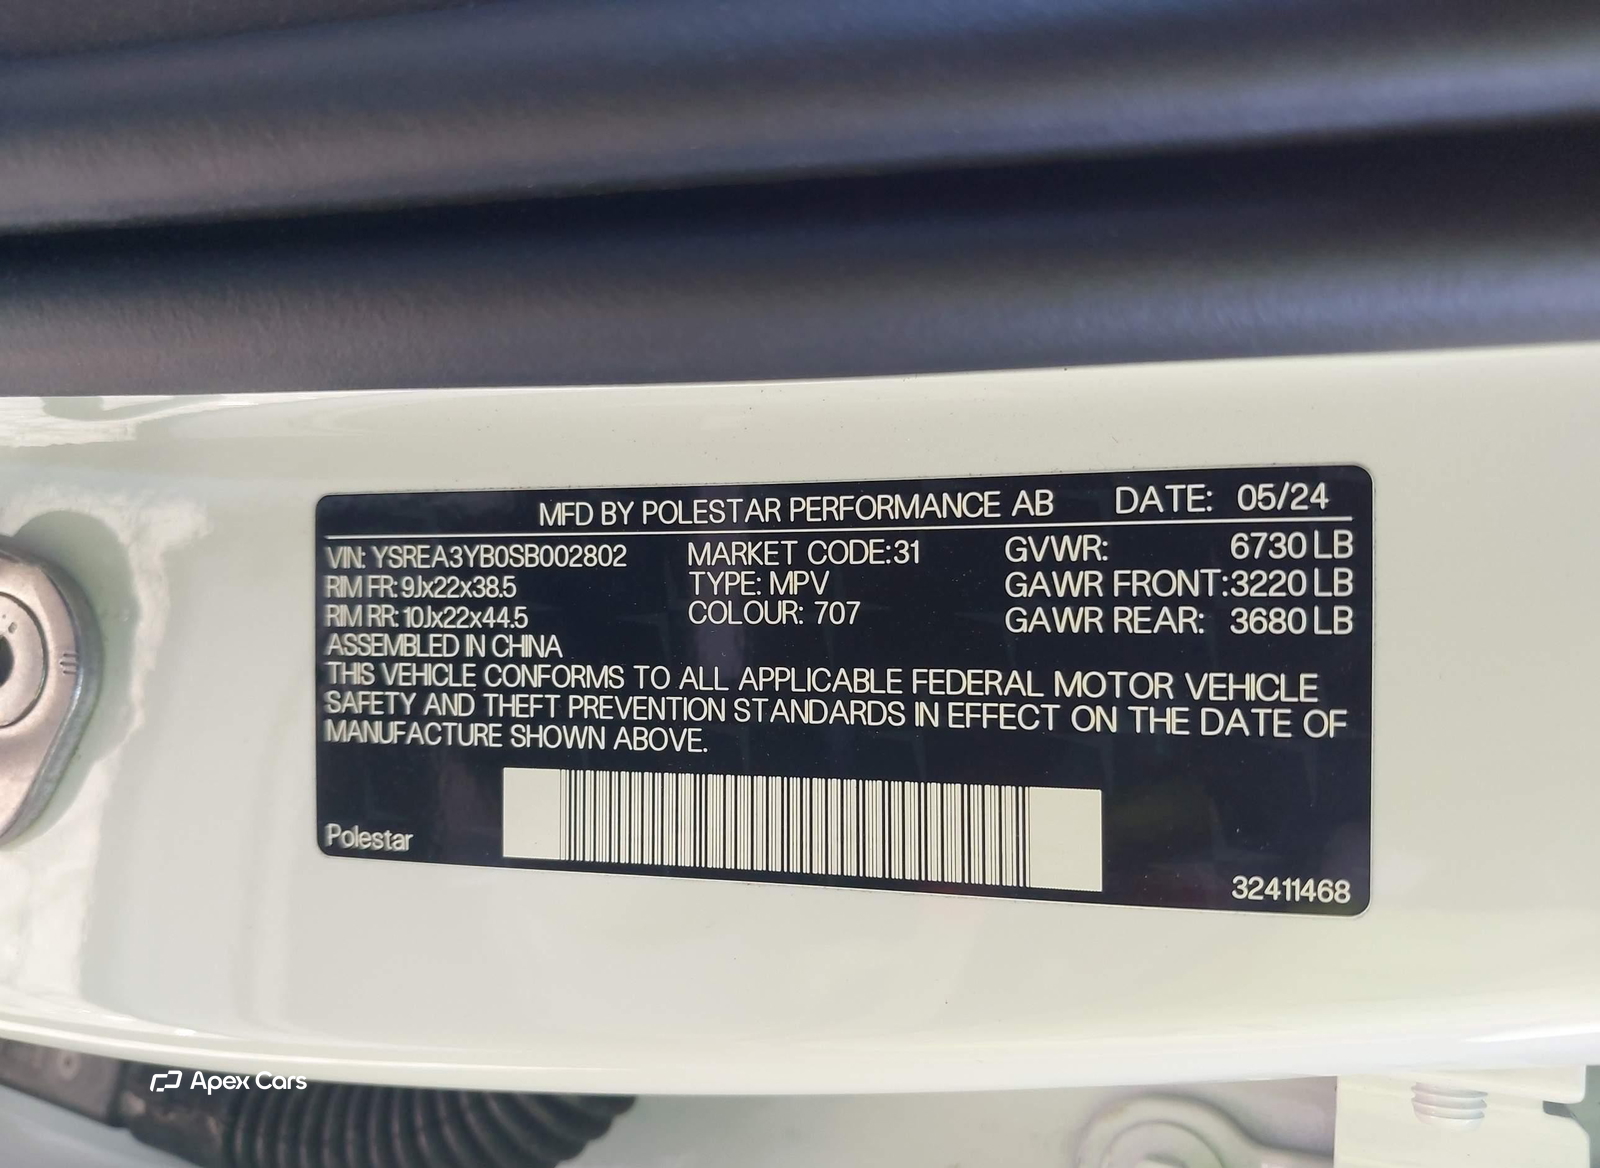 MFD BY POLESTAR PERFORMANCE AB DATE: 05/24
VIN: YSREA3YB0SB002802 MARKET CODE:31 GVWR: 6730 LB
RIM FR: 9Jx22x38.5 TYPE: MPV GAWR FRONT:3220 LB
RIM RR: 10Jx22x44.5 COLOUR: 707 GAWR REAR: 3680 LB
ASSEMBLED IN CHINA
THIS VEHICLE CONFORMS TO ALL APPLICABLE FEDERAL MOTOR VEHICLE
SAFETY AND THEFT PREVENTION STANDARDS IN EFFECT ON THE DATE OF
MANUFACTURE SHOWN ABOVE.
Polestar
32411468
Apex Cars